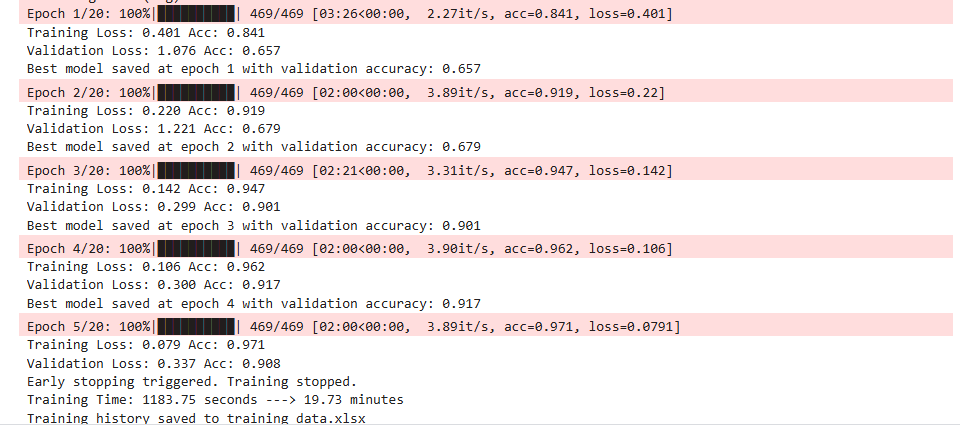 Epoch 1/20: 100%|██████████| 469/469 [03:26<00:00,  2.27it/s, acc=0.841, loss=0.401]
Training Loss: 0.401 Acc: 0.841
Validation Loss: 1.076 Acc: 0.657
Best model saved at epoch 1 with validation accuracy: 0.657
Epoch 2/20: 100%|██████████| 469/469 [02:00<00:00,  3.89it/s, acc=0.919, loss=0.22]
Training Loss: 0.220 Acc: 0.919
Validation Loss: 1.221 Acc: 0.679
Best model saved at epoch 2 with validation accuracy: 0.679
Epoch 3/20: 100%|██████████| 469/469 [02:21<00:00,  3.31it/s, acc=0.947, loss=0.142]
Training Loss: 0.142 Acc: 0.947
Validation Loss: 0.299 Acc: 0.901
Best model saved at epoch 3 with validation accuracy: 0.901
Epoch 4/20: 100%|██████████| 469/469 [02:00<00:00,  3.90it/s, acc=0.962, loss=0.106]
Training Loss: 0.106 Acc: 0.962
Validation Loss: 0.300 Acc: 0.917
Best model saved at epoch 4 with validation accuracy: 0.917
Epoch 5/20: 100%|██████████| 469/469 [02:00<00:00,  3.89it/s, acc=0.971, loss=0.0791]
Training Loss: 0.079 Acc: 0.971
Validation Loss: 0.337 Acc: 0.908
Early stopping triggered. Training stopped.
Training Time: 1183.75 seconds ---> 19.73 minutes
Training history saved to training data.xlsx